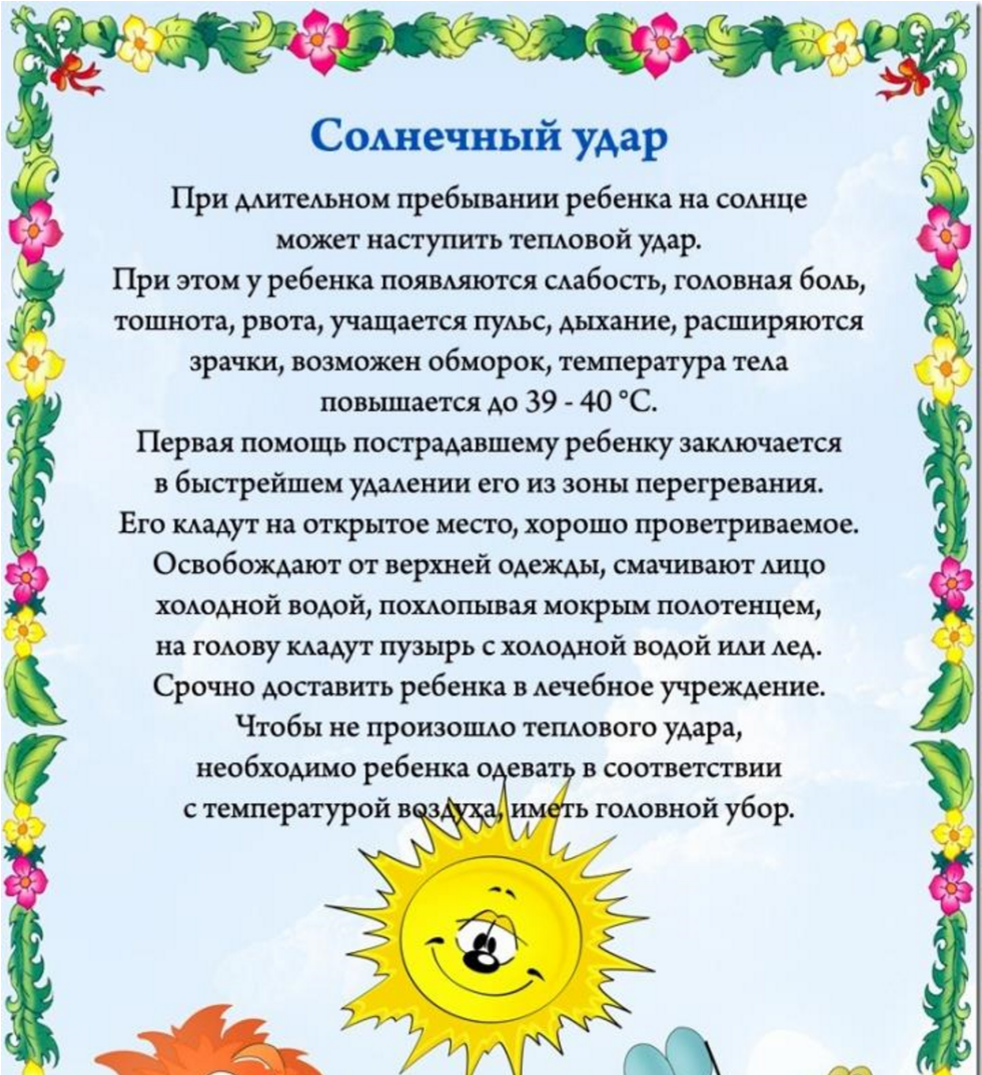 Солнечный удар
При длительном пребывании ребенка на солнце
может наступить тепловой удар.
При этом у ребенка появляются слабость, головная боль,
тошнота, рвота, учащается пульс, дыхание, расширяются
зрачки, возможен обморок, температура тела
повышается до 39 - 40 °C.
Первая помощь пострадавшему ребенку заключается
в быстрейшем удалении его из зоны перегревания.
Его кладут на открытое место, хорошо проветриваемое.
Освобождают от верхней одежды, смачивают лицо
холодной водой, похлопывая мокрым полотенцем,
на голову кладут пузырь с холодной водой или лед.
Срочно доставить ребенка в лечебное учреждение.
Чтобы не произошло теплового удара,
необходимо ребенка одевать в соответствии
с температурой воздуха, иметь головной убор.